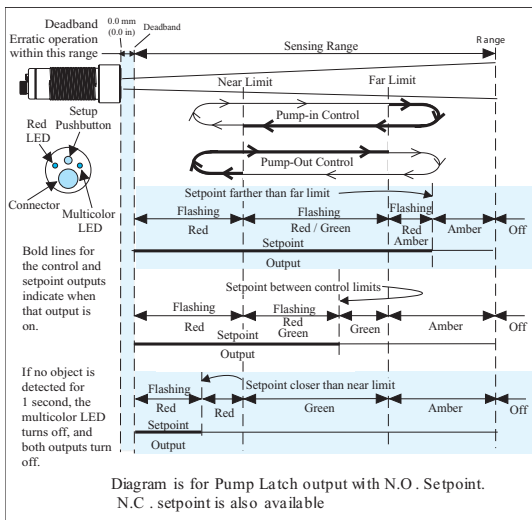 Deadband
Erratic operation
within this range
0.0 mm
(0.0 in)
Deadband
Sensing Range
Range
Near Limit
Far Limit
Pump-in Control
Pump-Out Control
Setup
Pushbutton
Red
LED
Connector
Multicolor
LED
Setpoint farther than far limit
Flashing
Red
Flashing
Red / Green
Flashing
Red
Amber
Amber
Off
Setpoint
Output
Bold lines for
the control and
setpoint outputs
indicate when
that output is
on.
Setpoint between control limits
Flashing
Red
Flashing
Red
Green
Green
Amber
Off
Setpoint
Output
If no object is
detected for
1 second, the
multicolor LED
turns off, and
both outputs turn
off.
Setpoint closer than near limit
Flashing
Red
Red
Green
Amber
Off
Setpoint
Output
Diagram is for Pump Latch output with N.O . Setpoint.
N.C . setpoint is also available